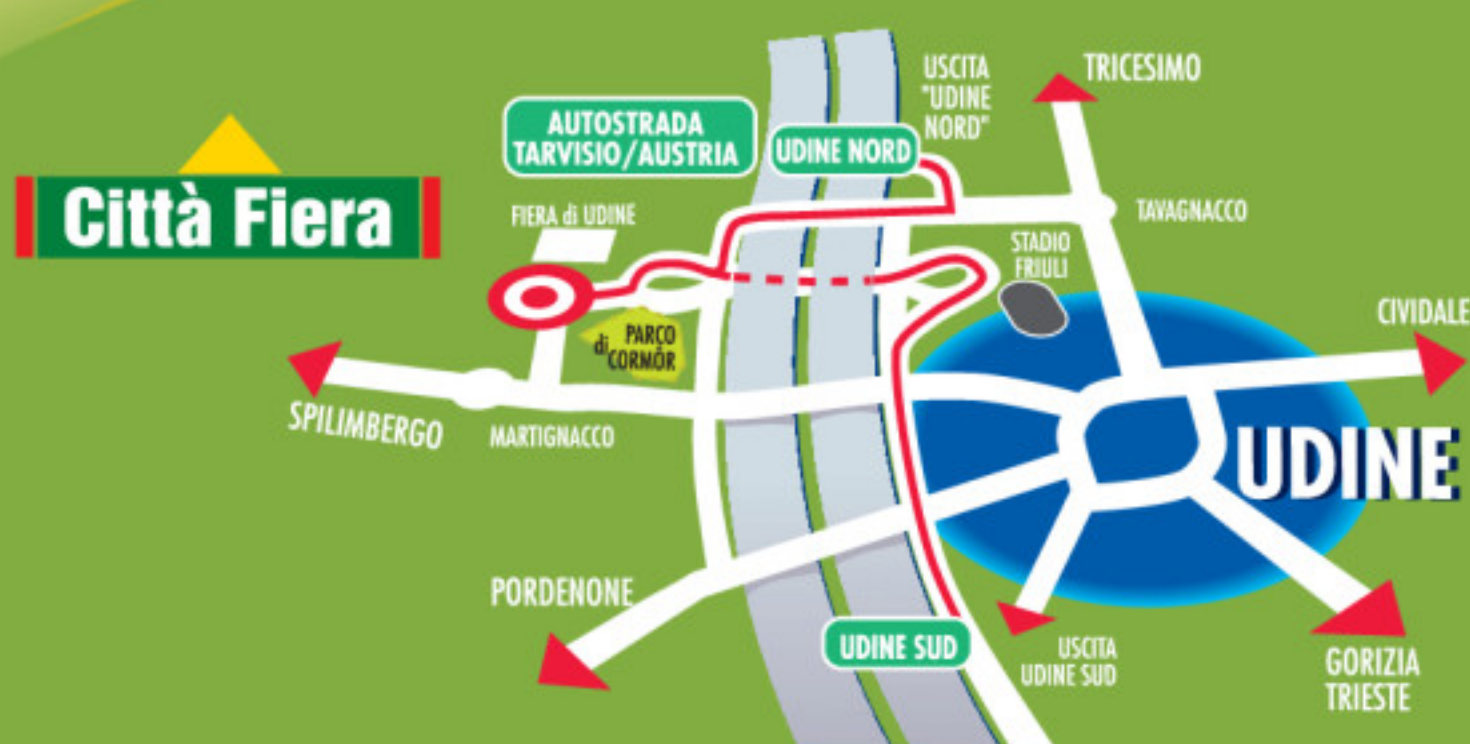 USCITA
"UDINE
NORD"
TRICESIMO
AUTOSTRADA
TARVISIO/AUSTRIA
UDINE NORD
Città Fiera
FIERA di UDINE
TAVAGNACCO
STADIO
FRIULI
CIVIDALE
PARCO
di CORMÔR
SPILIMBERGO
MARTIGNACCO
UDINE
PORDENONE
UDINE SUD
USCITA
UDINE SUD
GORIZIA
TRIESTE